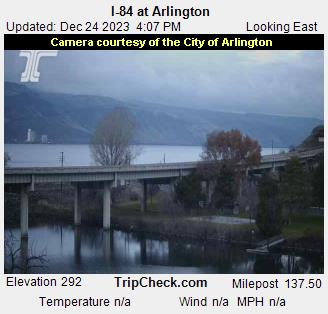 I-84 at Arlington
Updated: Dec 24 2023 4:07 PM Looking East
Camera courtesy of the City of Arlington
Elevation 292 TripCheck.com Milepost 137.50
Temperature n/a Wind n/a MPH n/a